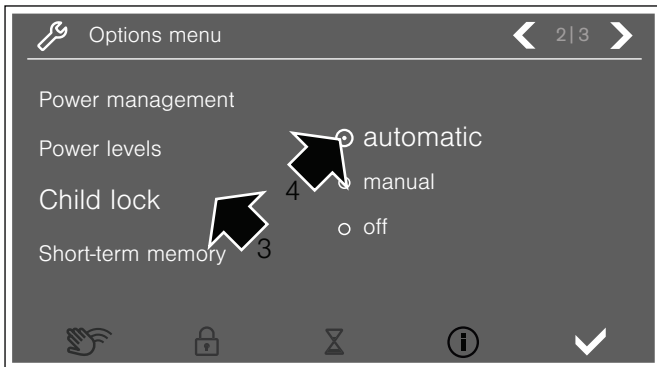 Options menu
2|3
Power management
Power levels
Child lock
Short-term memory
automatic
manual
off
4
3